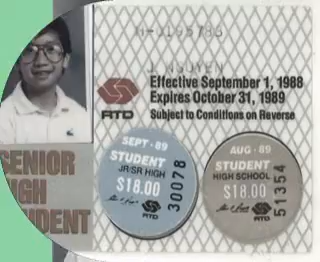 H-0195783
J. NGUYEN
Effective September 1, 1988
Expires October 31, 1989
Subject to Conditions on Reverse
RTD
SENIOR
HIGH
STUDENT
SEPT · 89
STUDENT
JR/SR HIGH
$18.00
30078
RTD
AUG · 89
STUDENT
HIGH SCHOOL
$18.00
51354
RTD